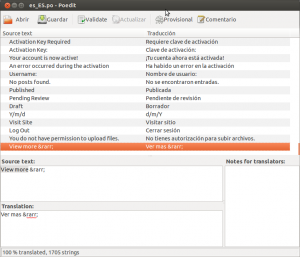 es_ES.po - Poedit
Abrir Guardar Validate Actualizar Provisional Comentario
Source text Traducción
Activation Key Required Requiere clave de activación
Activation Key: Clave de activación:
Your account is now active! ¡Tu cuenta ahora está activada!
An error occurred during the activation Ha habido un error en la activación
Username: Nombre de usuario:
No posts found. No se encontraron entradas.
Published Publicada
Pending Review Pendiente de revisión
Draft Borrador
Y/m/d d/m/Y
Visit Site Visitar sitio
Log Out Cerrar sesión
You do not have permission to upload files. No tienes autorización para subir archivos.
View more &rarr; Ver mas &rarr;
Source text: Notes for translators:
View more &rarr;
Translation:
Ver mas &rarr;
100 % translated, 1705 strings